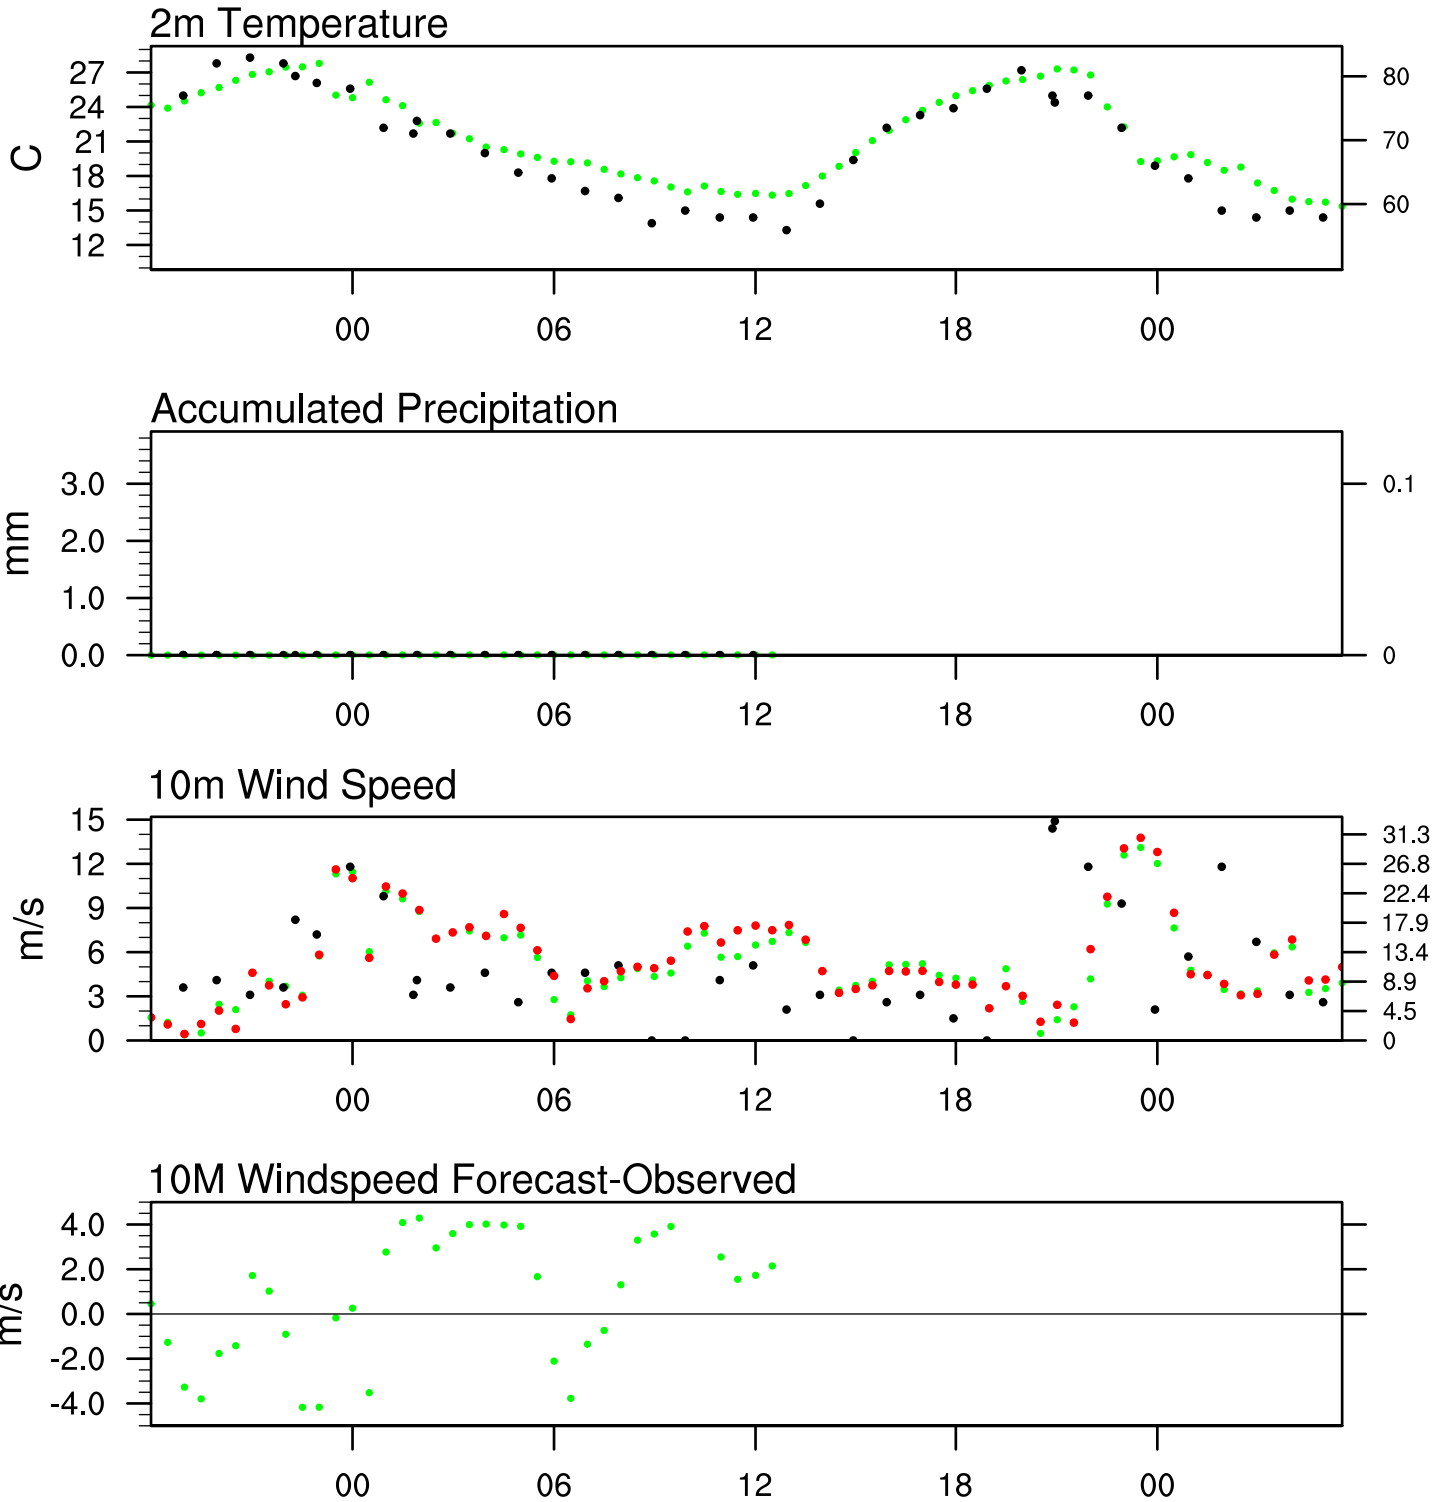 2m Temperature
27
24
21
18
15
12
C
80
70
60
00 06 12 18 00
Accumulated Precipitation
3.0
2.0
1.0
0.0
mm
0.1
0
00 06 12 18 00
10m Wind Speed
15
12
9
6
3
0
m/s
31.3
26.8
22.4
17.9
13.4
8.9
4.5
0
00 06 12 18 00
10M Windspeed Forecast-Observed
4.0
2.0
0.0
-2.0
-4.0
m/s
00 06 12 18 00